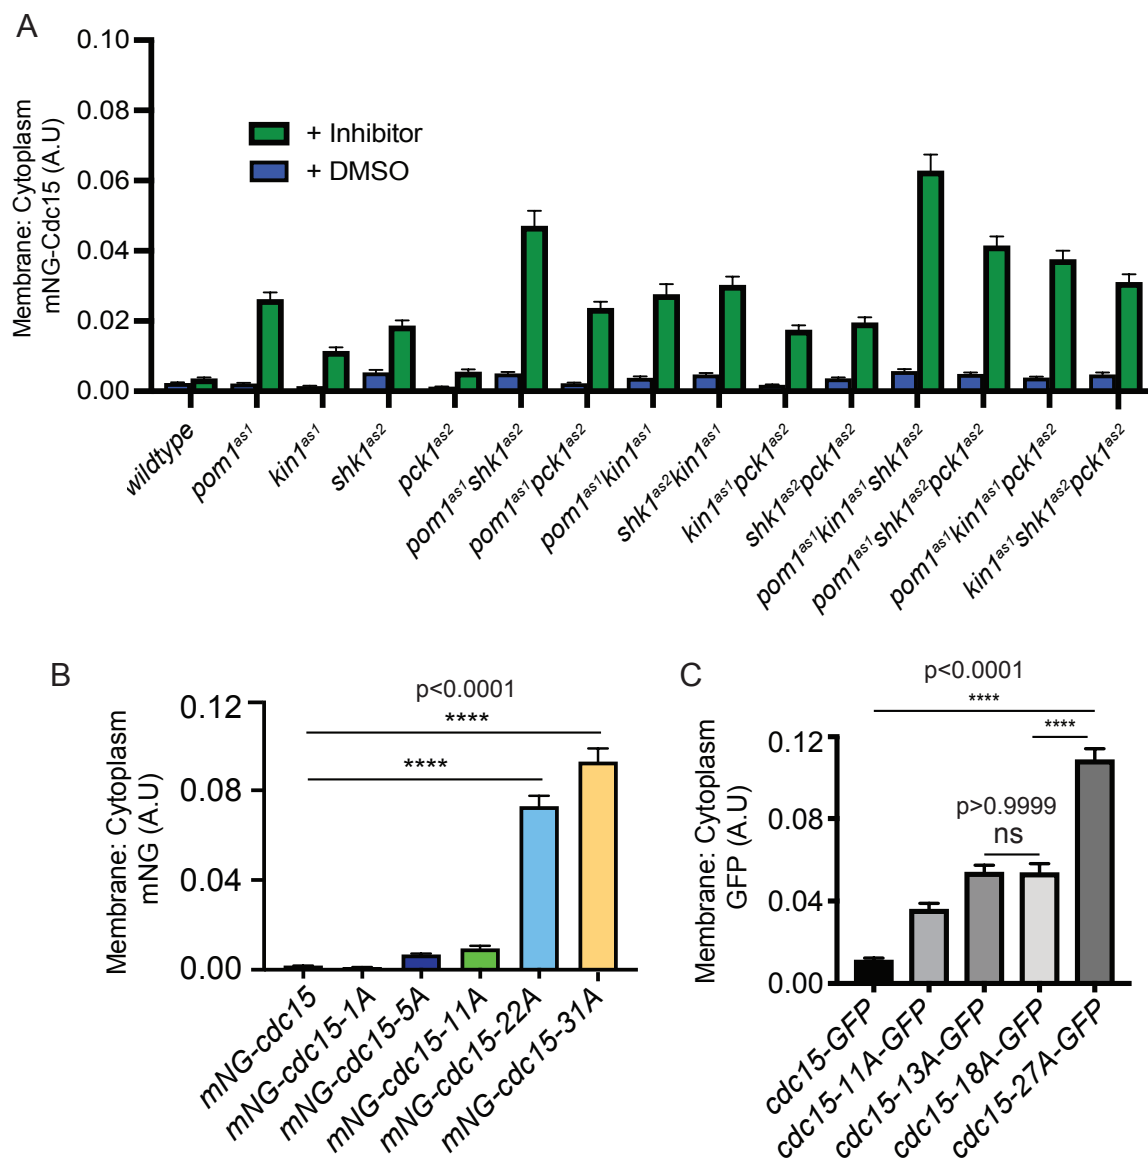 A
0.10
0.08
0.06
0.04
0.02
0.00
Membrane: Cytoplasm
mNG-Cdc15 (A.U)
+ Inhibitor
+ DMSO
wildtype
pom1as1
kin1as1
shk1as2
pck1as2
pom1as1shk1as2
pom1as1pck1as2
pom1as1kin1as1
shk1as2kin1as1
kin1as1pck1as2
shk1as2pck1as2
pom1as1kin1as1shk1as2
pom1as1shk1as2pck1as2
pom1as1kin1as1pck1as2
kin1as1shk1as2pck1as2
B
p<0.0001
****
****
0.12
0.08
0.04
0.00
Membrane: Cytoplasm
mNG (A.U)
mNG-cdc15
mNG-cdc15-1A
mNG-cdc15-5A
mNG-cdc15-11A
mNG-cdc15-22A
mNG-cdc15-31A
C
p<0.0001
****
****
p>0.9999
ns
0.12
0.08
0.04
0.00
Membrane: Cytoplasm
GFP (A.U)
cdc15-GFP
cdc15-11A-GFP
cdc15-13A-GFP
cdc15-18A-GFP
cdc15-27A-GFP